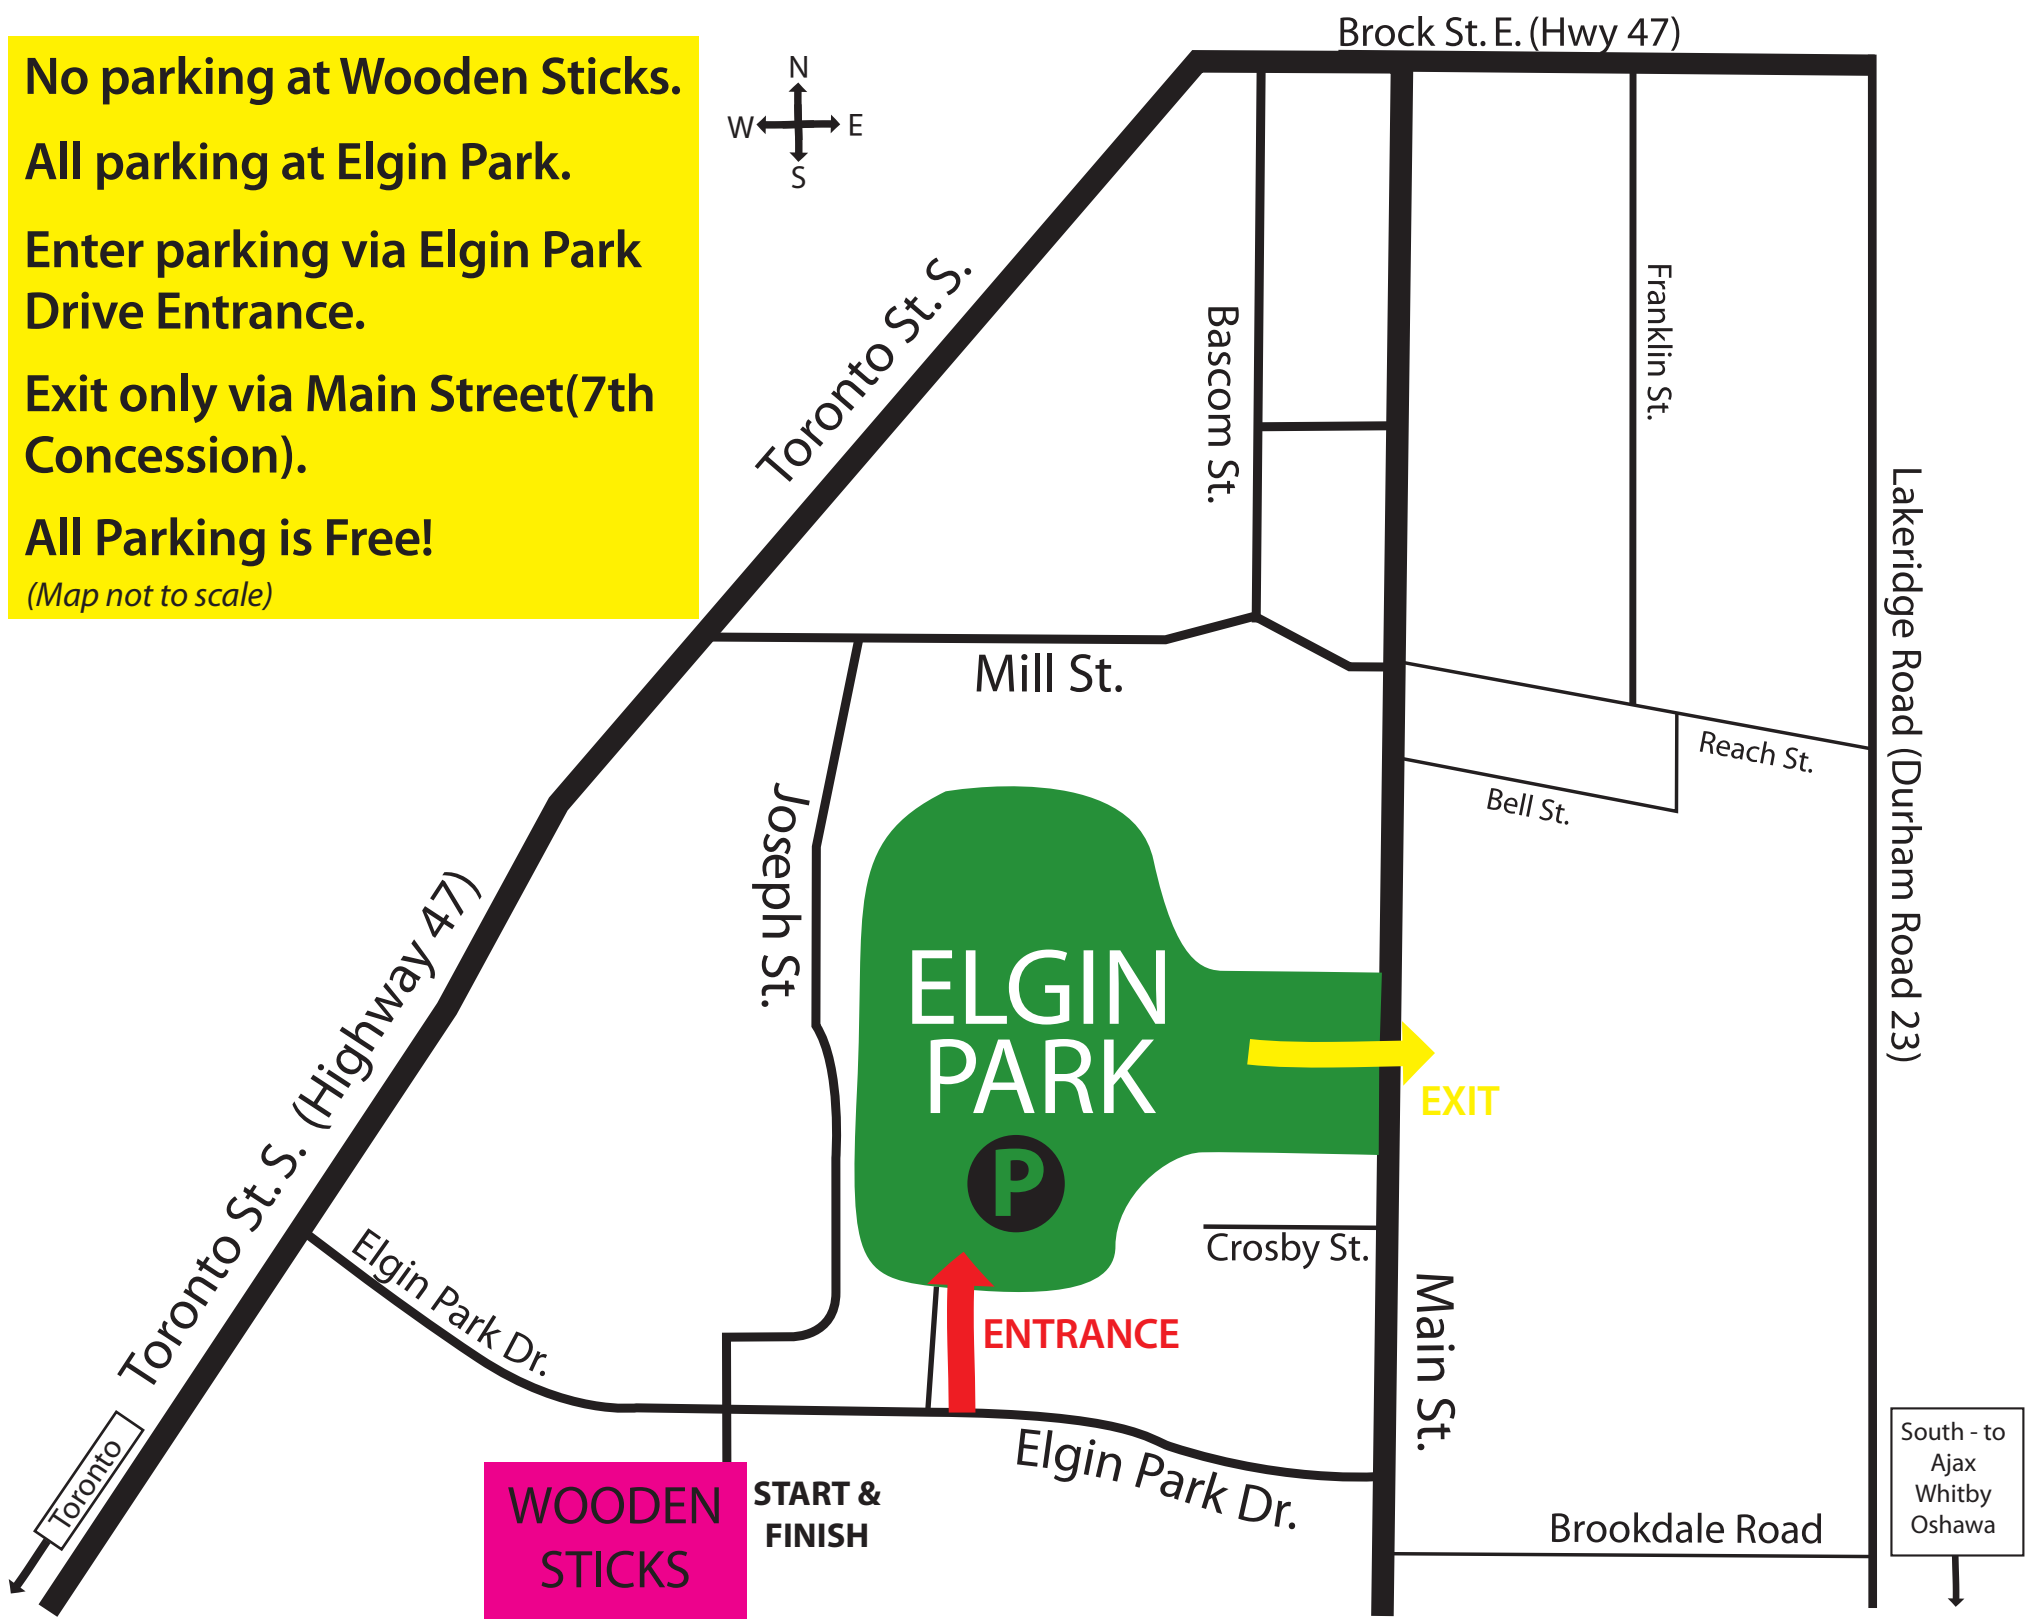 No parking at Wooden Sticks.
All parking at Elgin Park.
Enter parking via Elgin Park
Drive Entrance.
Exit only via Main Street(7th
Concession).
All Parking is Free!
(Map not to scale)
N
W
E
S
Brock St. E. (Hwy 47)
Toronto St. S.
Bascom St.
Franklin St.
Lakeridge Road (Durham Road 23)
Mill St.
Reach St.
Bell St.
Joseph St.
Toronto St. S. (Highway 47)
ELGIN
PARK
P
EXIT
Crosby St.
Elgin Park Dr.
ENTRANCE
Main St.
Toronto
Elgin Park Dr.
WOODEN
STICKS
START &
FINISH
Brookdale Road
South - to
Ajax
Whitby
Oshawa